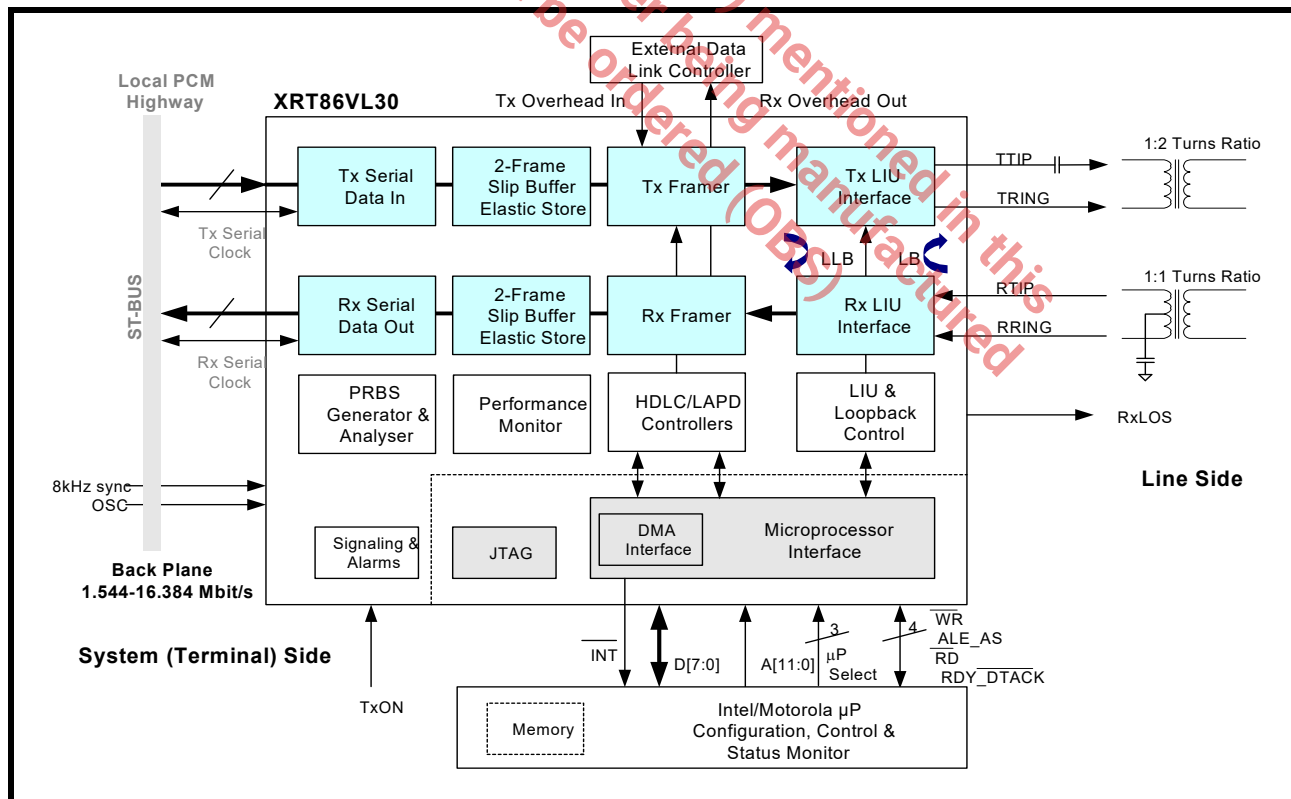 ) mentioned in this
er being manufactured
be ordered (OBS)
External Data
Link Controller
Local PCM
Highway
XRT86VL30
Tx Overhead In
Rx Overhead Out
1:2 Turns Ratio
Tx Serial
Data In
2-Frame
Slip Buffer
Elastic Store
Tx Framer
Tx LIU
Interface
TTIP
TRING
Tx Serial
Clock
LLB
LB
ST-BUS
Rx Serial
Data Out
2-Frame
Slip Buffer
Elastic Store
Rx Framer
Rx LIU
Interface
RTIP
RRING
1:1 Turns Ratio
Rx Serial
Clock
PRBS
Generator &
Analyser
Performance
Monitor
HDLC/LAPD
Controllers
LIU &
Loopback
Control
RxLOS
Line Side
8kHz sync
OSC
Signaling &
Alarms
JTAG
DMA
Interface
Microprocessor
Interface
Back Plane
1.544-16.384 Mbit/s
System (Terminal) Side
TxON
INT
D[7:0]
A[11:0]
3
µP
Select
4
WR
ALE_AS
RD
RDY_DTACK
Memory
Intel/Motorola µP
Configuration, Control &
Status Monitor